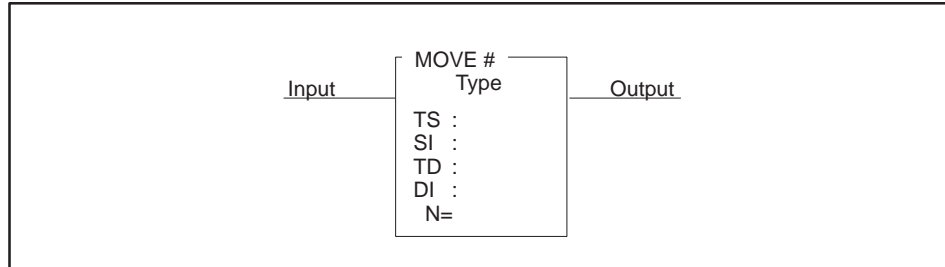 MOVE #
Type
Input
Output
TS :
SI :
TD :
DI :
N=